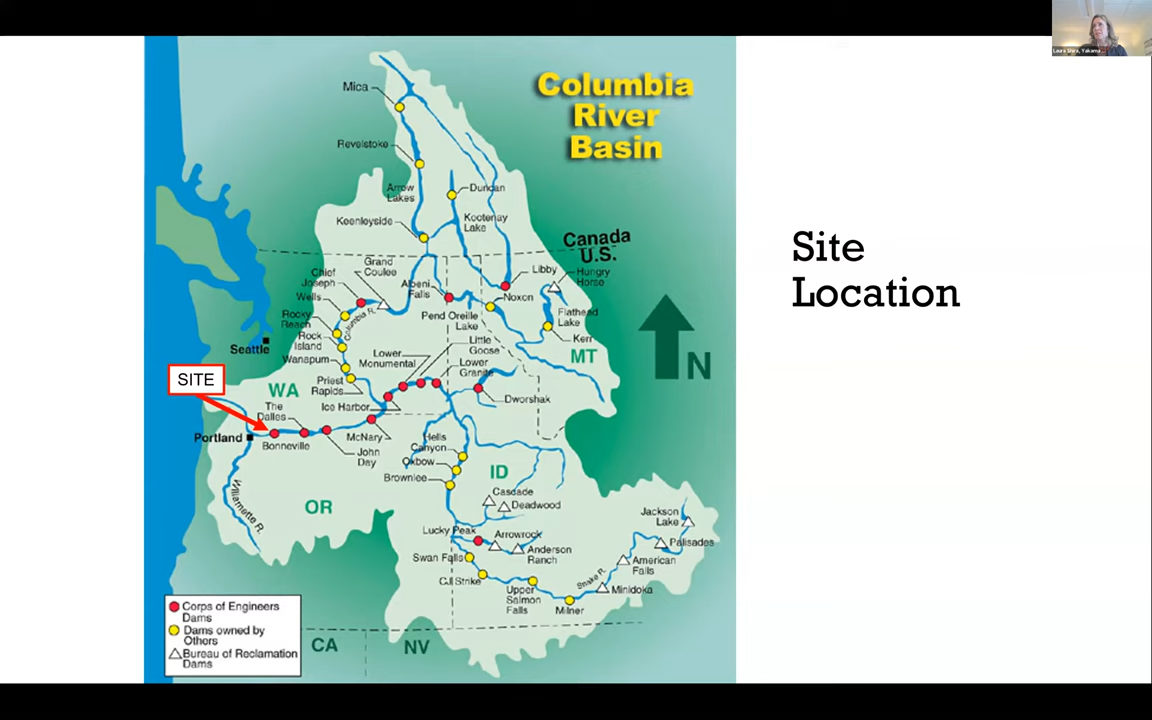 Columbia
River
Basin
Site
Location
Mica
Revelstoke
Arrow
Lakes
Duncan
Keenleyside
Kootenay
Lake
Canada
U.S.
Grand
Coulee
Chief
Joseph
Albeni
Falls
Libby
Hungry
Horse
Wells
Noxon
Rocky
Reach
Columbia R.
Pend Oreille
Lake
Flathead
Lake
Rock
Island
Kerr
Seattle
Wanapum
Lower
Monumental
Little
Goose
Lower
Granite
MT
N
SITE
WA
Priest
Rapids
Ice Harbor
Dworshak
The
Dalles
Portland
Bonneville
McNary
John
Day
Hells
Canyon
Oxbow
Brownlee
ID
Willamette R.
OR
Cascade
Deadwood
Jackson
Lake
Lucky Peak
Arrowrock
Palisades
Anderson
Ranch
Swan Falls
American
Falls
CJ Strike
Snake R.
Upper
Salmon
Falls
Minidoka
Milner
Corps of Engineers
Dams
Dams owned by
Others
Bureau of Reclamation
Dams
CA
NV